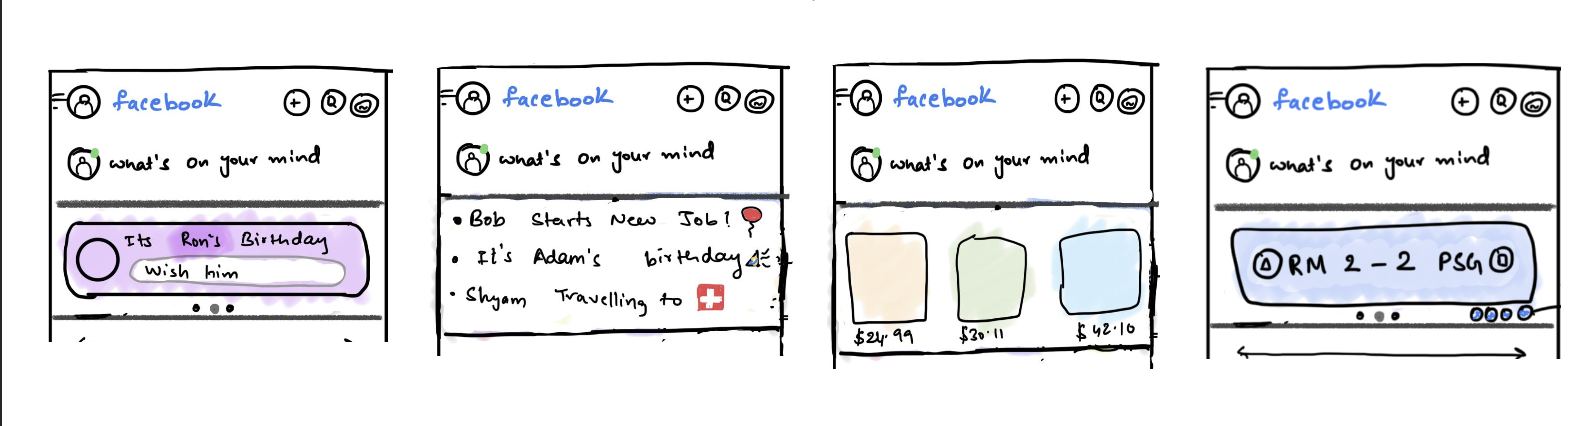 facebook
what's on your mind
Its Ron's Birthday
Wish him
facebook
what's on your mind
• Bob Starts New Job!
• It's Adam's birthday
• Shyam Travelling to
facebook
what's on your mind
$24.99
$30.11
$42.10
facebook
what's on your mind
RM 2 - 2 PSG